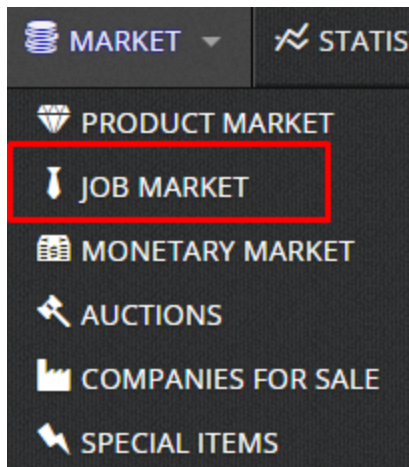 MARKET STATIS
PRODUCT MARKET
JOB MARKET
MONETARY MARKET
AUCTIONS
COMPANIES FOR SALE
SPECIAL ITEMS